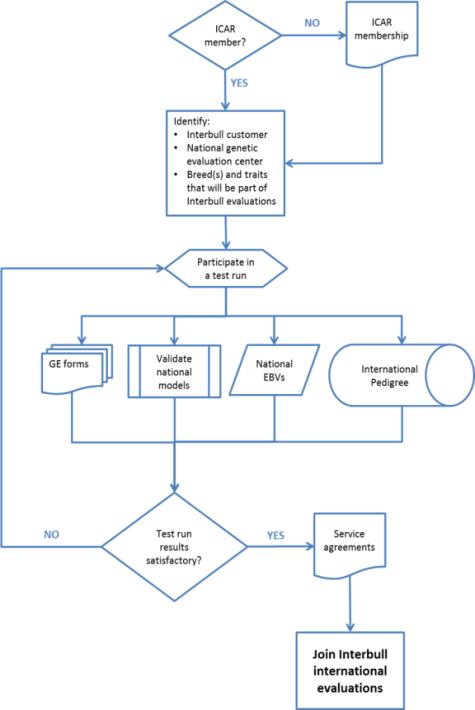 ICAR
member?
NO
ICAR
membership
YES
Identify:
• Interbull customer
• National genetic
evaluation center
• Breed(s) and traits
that will be part of
Interbull evaluations
Participate in
a test run
GE forms
Validate
national
models
National
EBVs
International
Pedigree
NO
Test run
results
satisfactory?
YES
Service
agreements
Join Interbull
international
evaluations